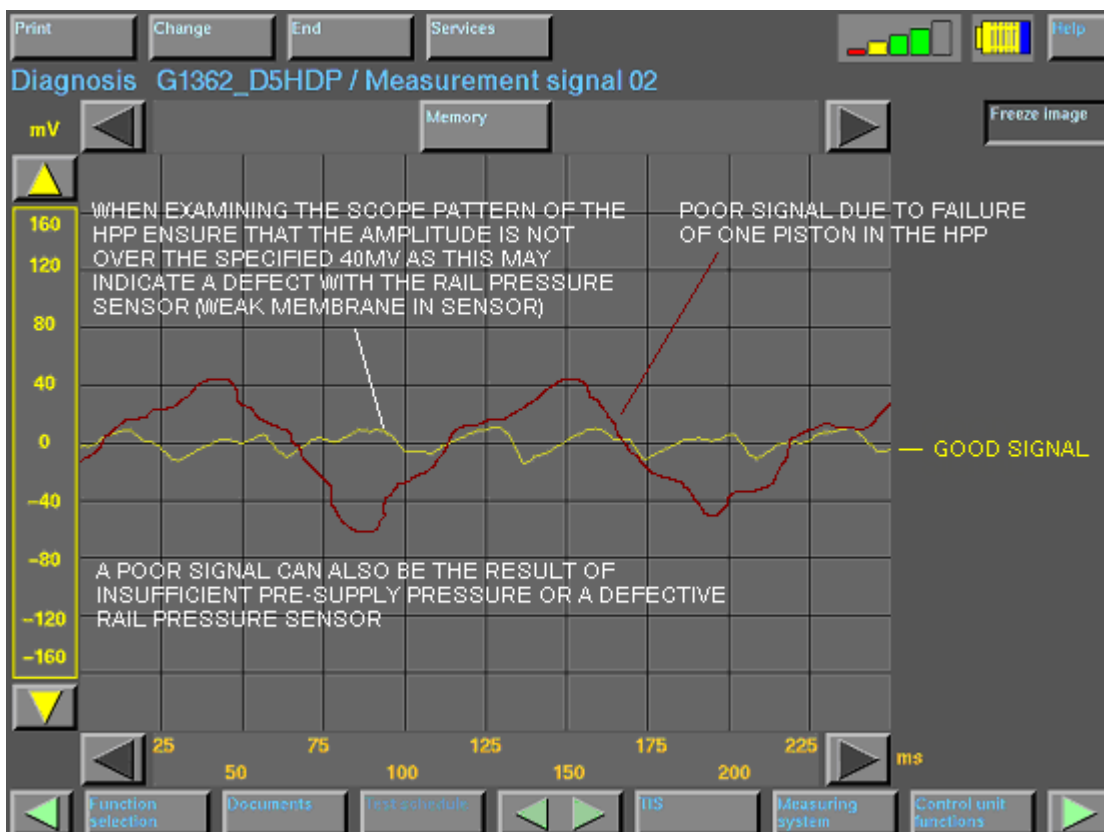 Print
Change
End
Services
Help
Diagnosis G1362_D5HDP / Measurement signal 02
mV
Memory
Freeze image
WHEN EXAMINING THE SCOPE PATTERN OF THE
HPP ENSURE THAT THE AMPLITUDE IS NOT
OVER THE SPECIFIED 40MV AS THIS MAY
INDICATE A DEFECT WITH THE RAIL PRESSURE
SENSOR (WEAK MEMBRANE IN SENSOR)
POOR SIGNAL DUE TO FAILURE
OF ONE PISTON IN THE HPP
160
120
80
40
0
-40
-80
-120
-160
GOOD SIGNAL
A POOR SIGNAL CAN ALSO BE THE RESULT OF
INSUFFICIENT PRE-SUPPLY PRESSURE OR A DEFECTIVE
RAIL PRESSURE SENSOR
25 75 125 175 225
ms
50 100 150 200
Function
selection
Documents
Test schedule
TIS
Measuring
system
Control unit
functions